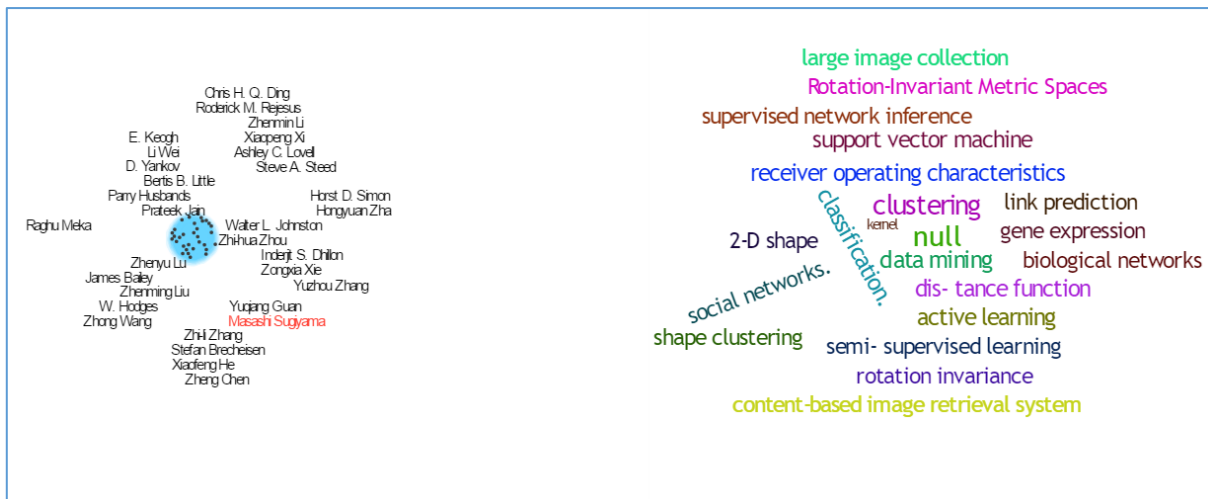 Chris H. Q. Ding
Roderick M. Rejesus
Zhenmin Li
E. Keogh
Xiaopeng Xi
Li Wei
Ashley C. Lovell
D. Yankov
Steve A. Steed
Bertis B. Little
Parry Husbands
Horst D. Simon
Prateek Jain
Hongyuan Zha
Raghu Meka
Walter L. Johnston
Zhi-hua Zhou
Inderjit S. Dhillon
Zhenyu Lu
Zongxia Xie
James Bailey
Yuzhou Zhang
Zhenming Liu
W. Hodges
Yuqiang Guan
Zhong Wang
Masashi Sugiyama
Zhi-li Zhang
Stefan Brecheisen
Xiaofeng He
Zheng Chen
large image collection
Rotation-Invariant Metric Spaces
supervised network inference
support vector machine
receiver operating characteristics
classification.
clustering
link prediction
kernel
null
gene expression
2-D shape
data mining
biological networks
social networks.
dis- tance function
active learning
shape clustering
semi- supervised learning
rotation invariance
content-based image retrieval system